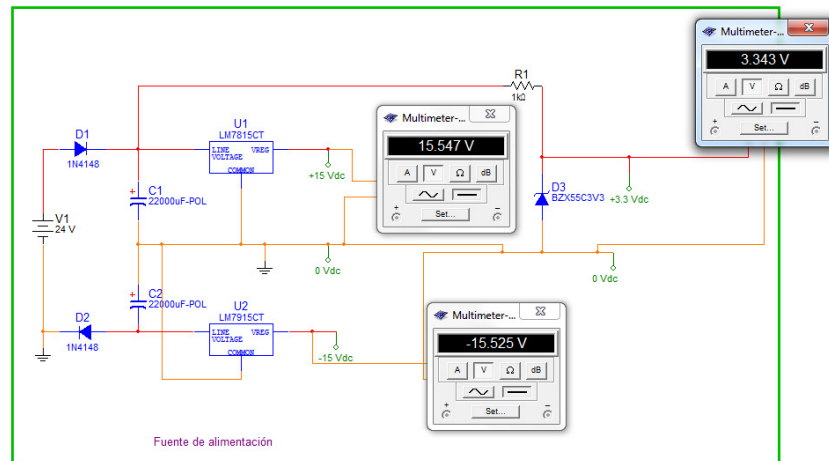 Multimeter-...
3.343 V
A V Ω dB
Set...
+ -
R1
1kΩ
Multimeter-...
15.547 V
A V Ω dB
Set...
+ -
D1
1N4148
U1
LM7815CT
LINE VREG
VOLTAGE
COMMON
+15 Vdc
C1
+
22000uF-POL
V1
24 V
D3
BZX55C3V3
+3.3 Vdc
0 Vdc
0 Vdc
C2
+
22000uF-POL
D2
1N4148
U2
LM7915CT
LINE VREG
VOLTAGE
COMMON
-15 Vdc
Multimeter-...
-15.525 V
A V Ω dB
Set...
+ -
Fuente de alimentación